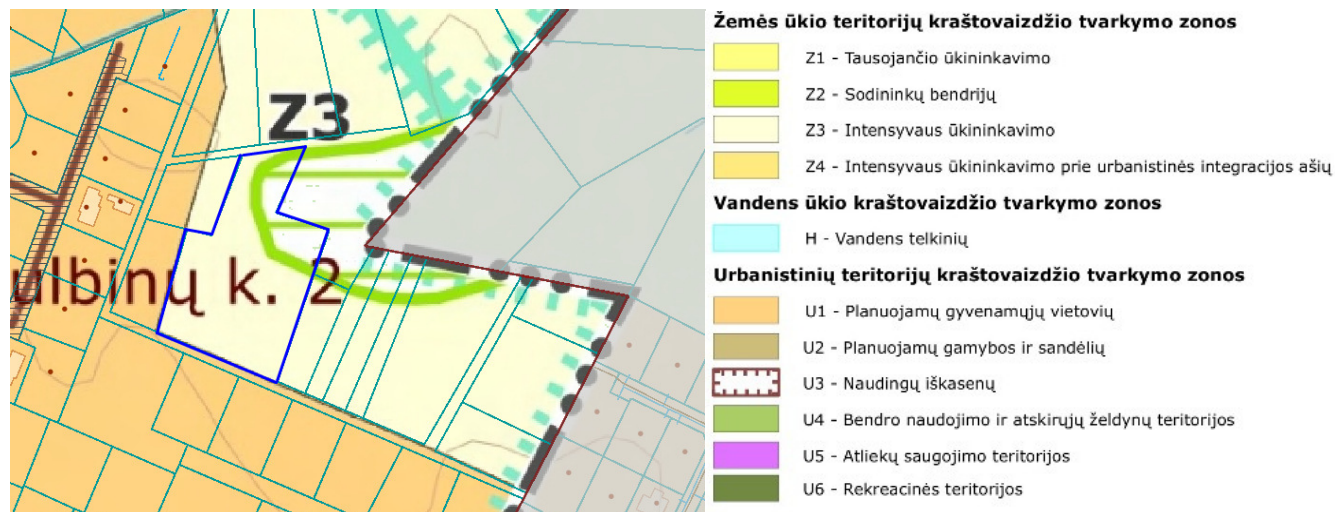 Z3
ulbinų k. 2
Žemės ūkio teritorijų kraštovaizdžio tvarkymo zonos
Z1 - Tausojančio ūkininkavimo
Z2 - Sodininkų bendrijų
Z3 - Intensyvaus ūkininkavimo
Z4 - Intensyvaus ūkininkavimo prie urbanistinės integracijos ašių
Vandens ūkio kraštovaizdžio tvarkymo zonos
H - Vandens telkinių
Urbanistinių teritorijų kraštovaizdžio tvarkymo zonos
U1 - Planuojamų gyvenamųjų vietovių
U2 - Planuojamų gamybos ir sandėlių
U3 - Naudingų iškasenų
U4 - Bendro naudojimo ir atskirųjų želdynų teritorijos
U5 - Atliekų saugojimo teritorijos
U6 - Rekreacinės teritorijos